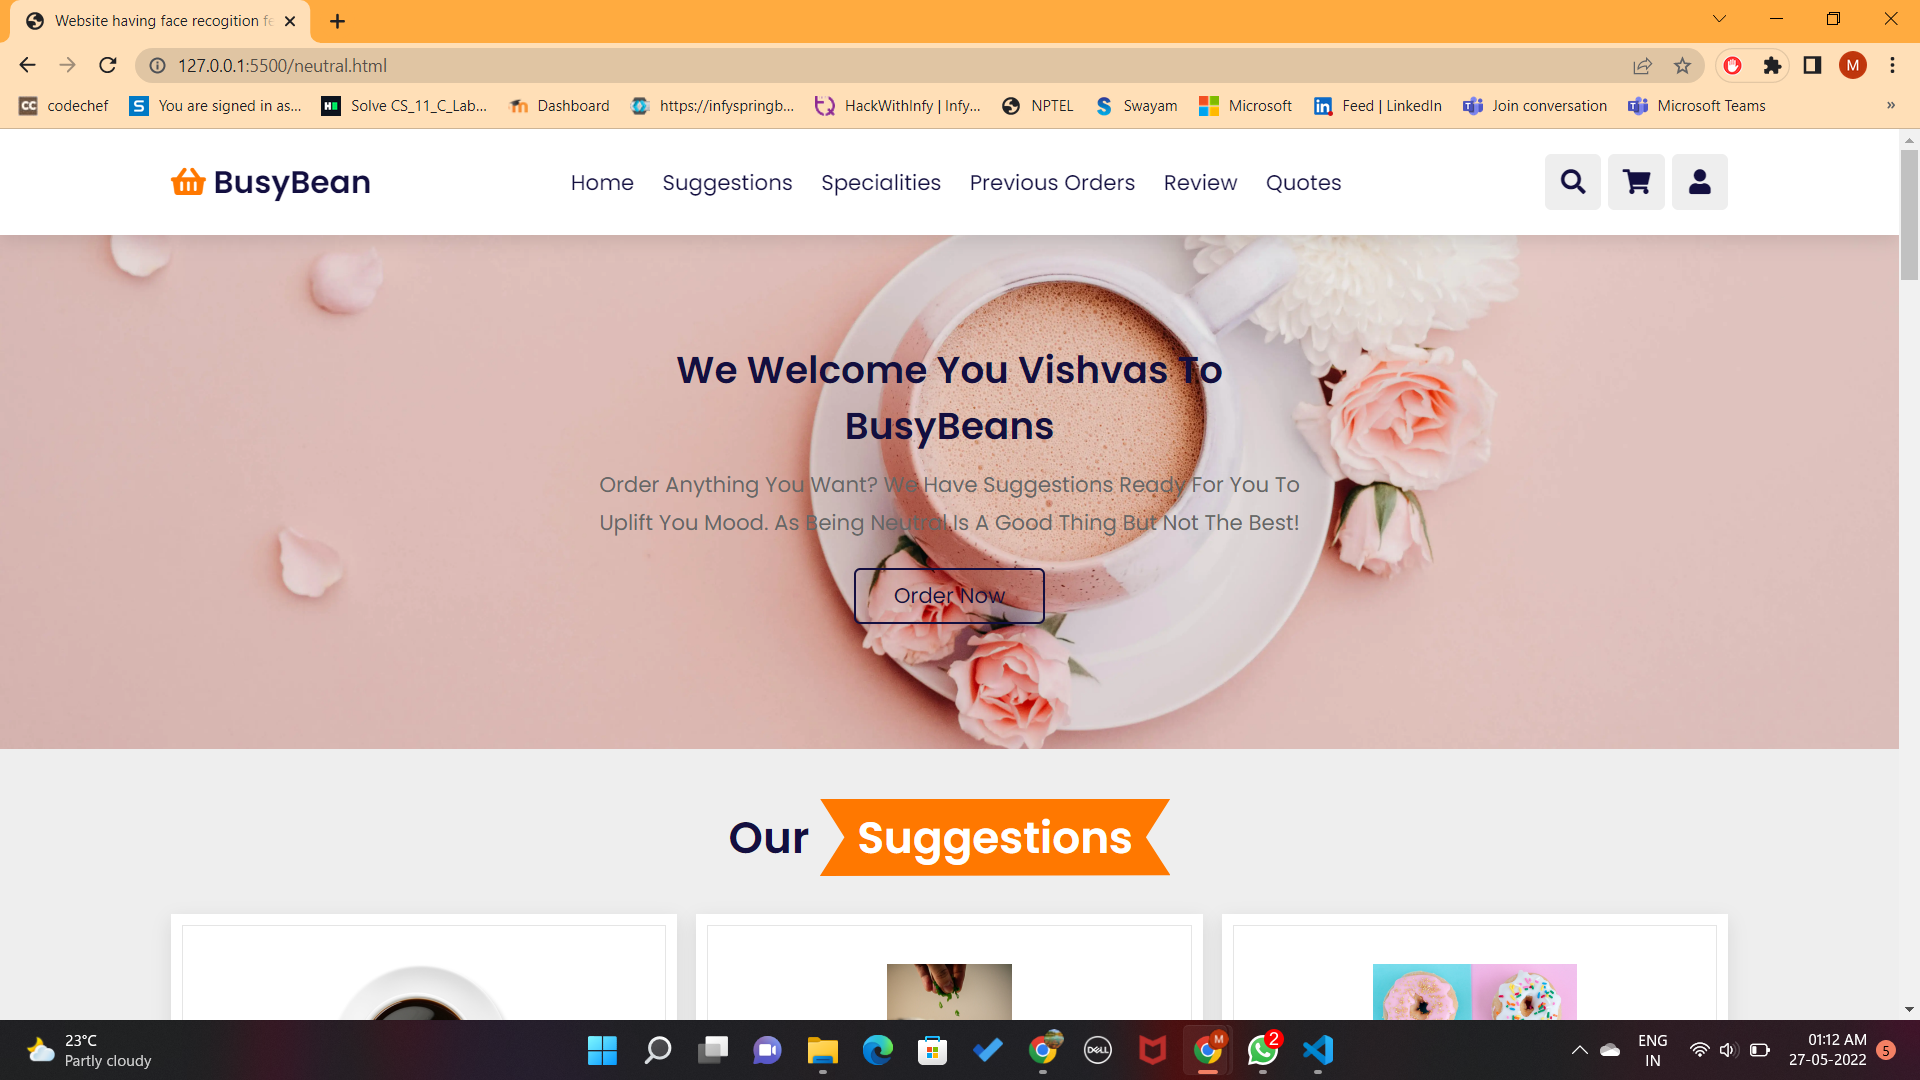 Website having face recogition fe
127.0.0.1:5500/neutral.html
M
CC codechef
S You are signed in as...
H Solve CS_11_C_Lab...
Dashboard
https://infyspringb...
HackWithInfy | Infy...
NPTEL
Swayam
Microsoft
in Feed | LinkedIn
Join conversation
Microsoft Teams
»
BusyBean
Home
Suggestions
Specialities
Previous Orders
Review
Quotes
We Welcome You Vishvas To
BusyBeans
Order Anything You Want? We Have Suggestions Ready For You To
Uplift You Mood. As Being Neutral Is A Good Thing But Not The Best!
Order Now
Our Suggestions
23°C
Partly cloudy
DELL
M
2
ENG
IN
01:12 AM
27-05-2022
5